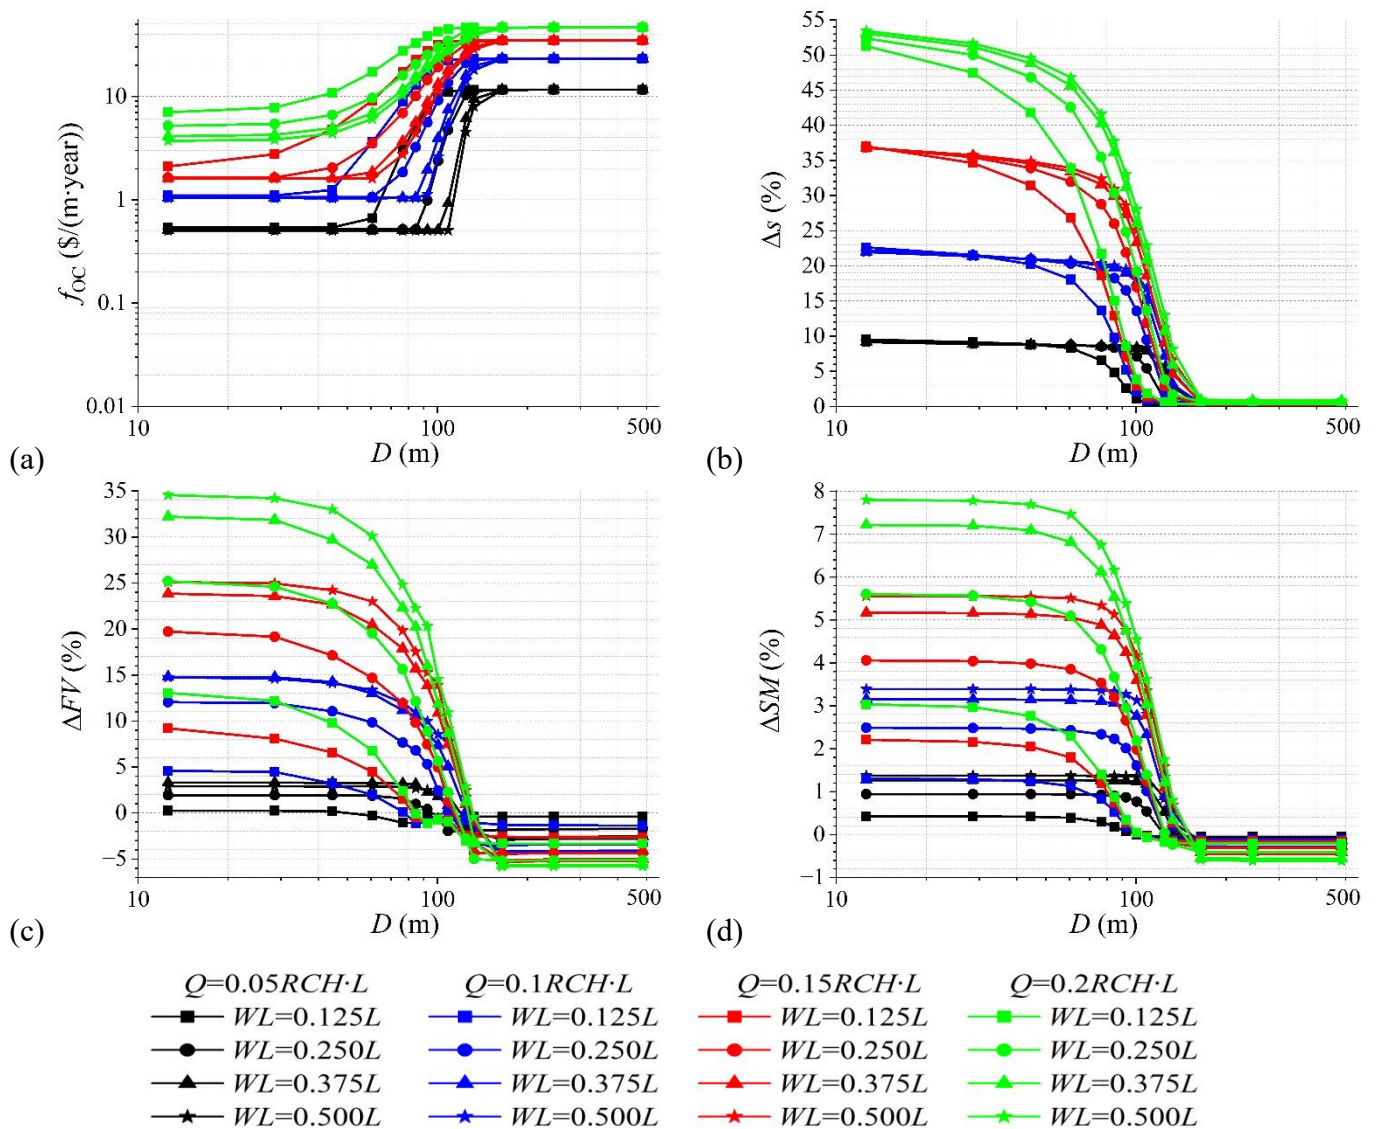 10
1
0.1
0.01
f_OC ($/(m·year))
10 100 500
D (m)
(a)
55
50
45
40
35
30
25
20
15
10
5
0
Δs (%)
10 100 500
D (m)
(b)
35
30
25
20
15
10
5
0
−5
ΔFV (%)
10 100 500
D (m)
(c)
8
7
6
5
4
3
2
1
0
−1
ΔSM (%)
10 100 500
D (m)
(d)
Q=0.05RCH·L Q=0.1RCH·L Q=0.15RCH·L Q=0.2RCH·L
WL=0.125L WL=0.125L WL=0.125L WL=0.125L
WL=0.250L WL=0.250L WL=0.250L WL=0.250L
WL=0.375L WL=0.375L WL=0.375L WL=0.375L
WL=0.500L WL=0.500L WL=0.500L WL=0.500L